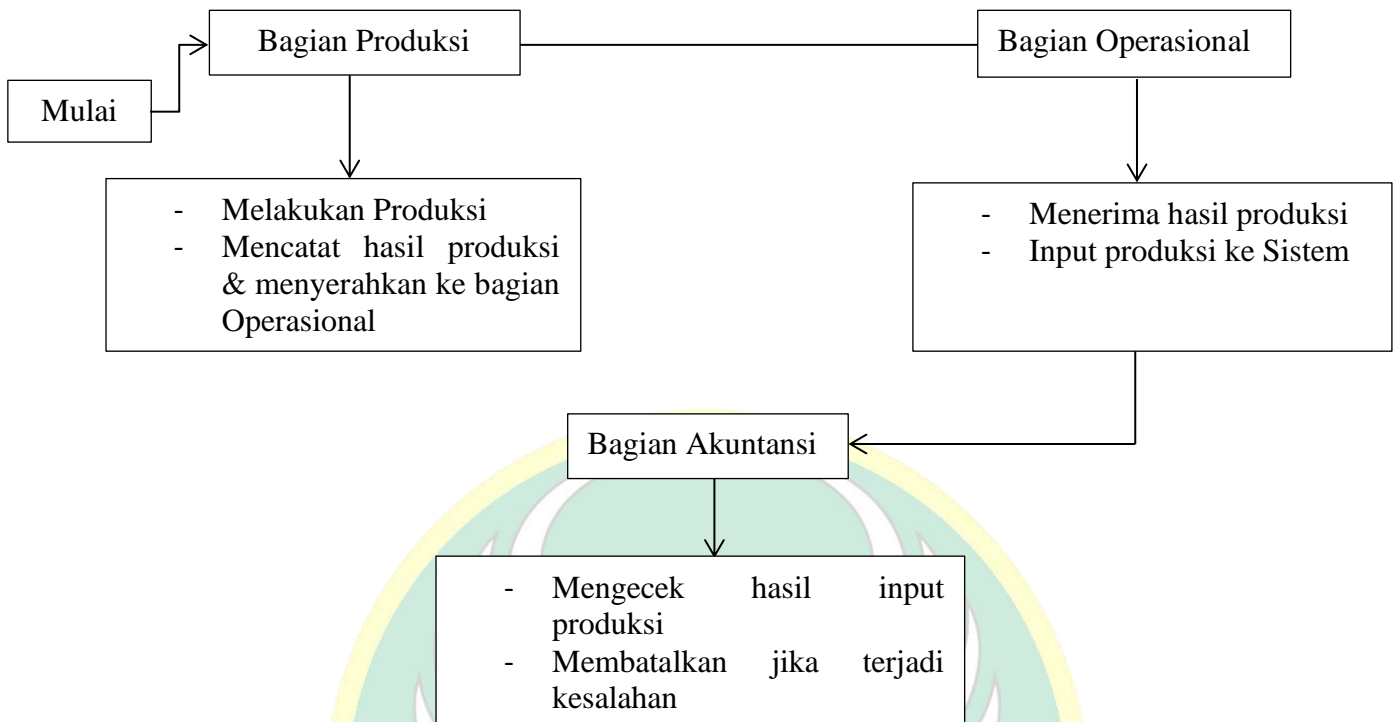 Bagian Produksi
Bagian Operasional
Mulai
- Melakukan Produksi
- Mencatat hasil produksi
& menyerahkan ke bagian
Operasional
- Menerima hasil produksi
- Input produksi ke Sistem
Bagian Akuntansi
- Mengecek hasil input
produksi
- Membatalkan jika terjadi
kesalahan